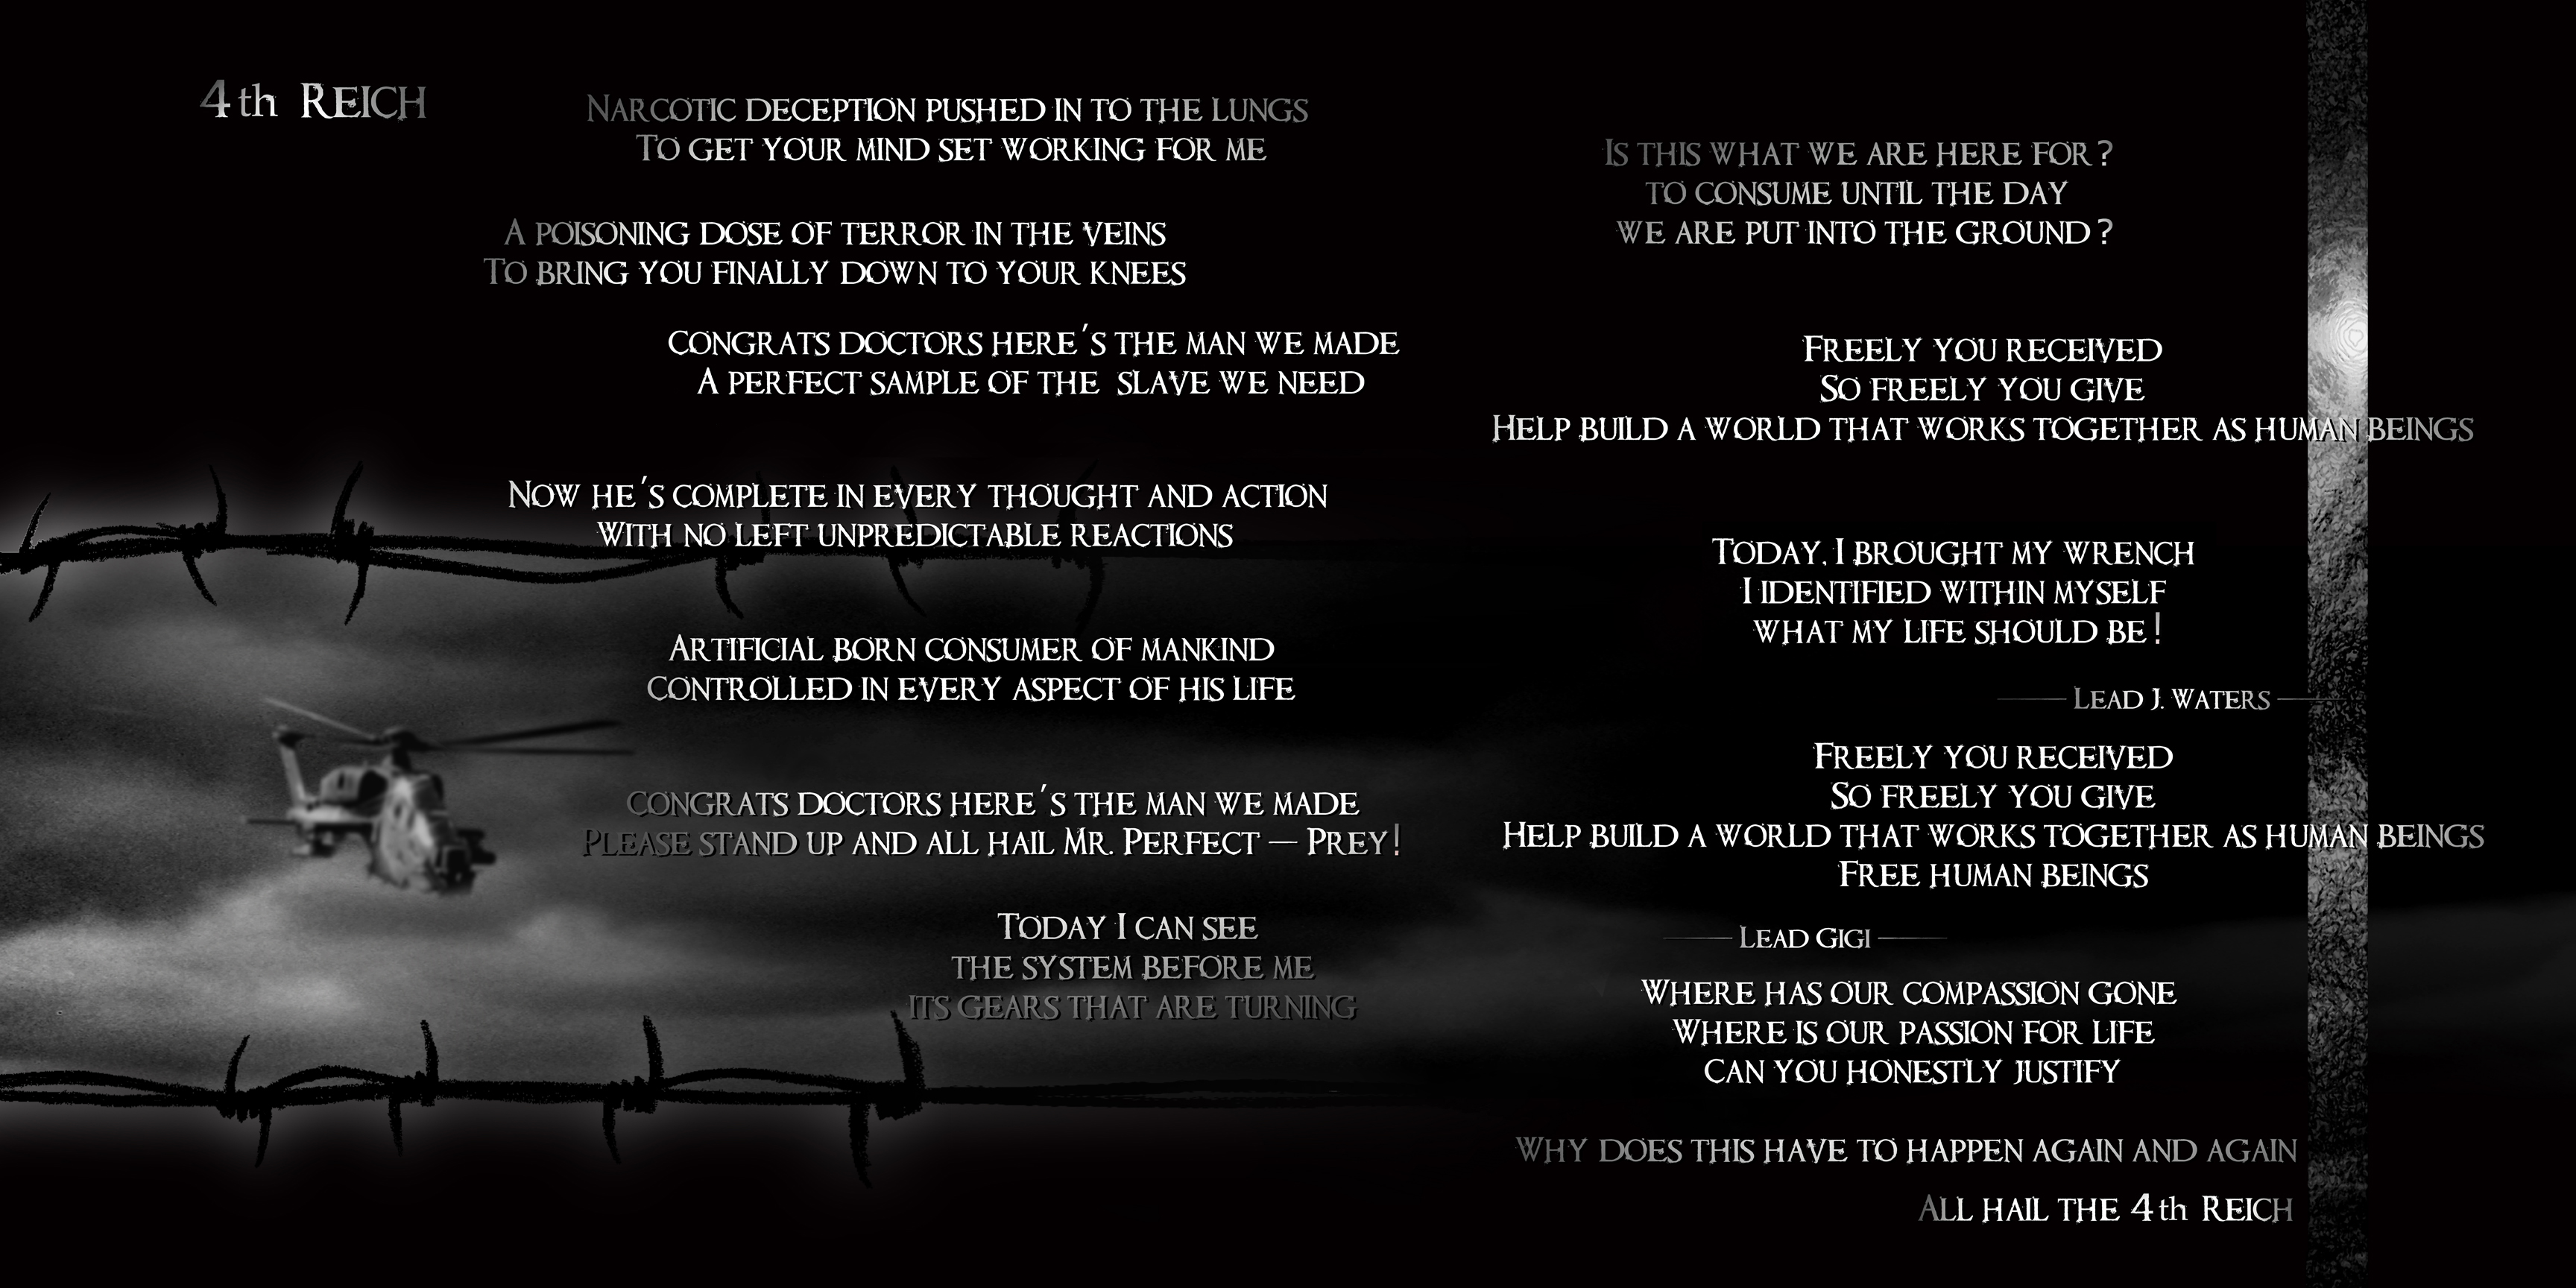 4th Reich
Narcotic deception pushed in to the lungs
To get your mind set working for me
A poisoning dose of terror in the veins
To bring you finally down to your knees
Congrats doctors here's the man we made
A perfect sample of the slave we need
Now he's complete in every thought and action
With no left unpredictable reactions
Artificial born consumer of mankind
Controlled in every aspect of his life
Congrats doctors here's the man we made
Please stand up and all hail Mr. Perfect – Prey!
Today I can see
the system before me
its gears that are turning
Is this what we are here for?
to consume until the day
we are put into the ground?
Freely you received
So freely you give
Help build a world that works together as human beings
Today, I brought my wrench
I identified within myself
what my life should be!
Lead J. Waters
Freely you received
So freely you give
Help build a world that works together as human beings
Free human beings
Lead Gigi
Where has our compassion gone
Where is our passion for life
Can you honestly justify
Why does this have to happen again and again
All hail the 4th Reich